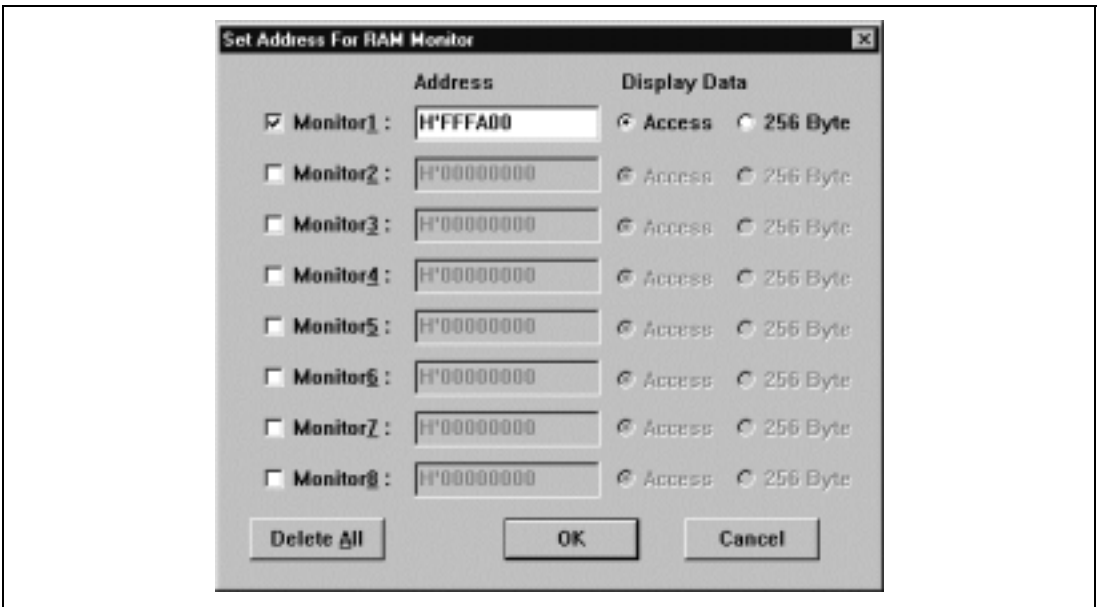 Set Address For RAM Monitor
Address Display Data
Monitor1 : H'FFFA00 Access 256 Byte
Monitor2 : H'00000000 Access 256 Byte
Monitor3 : H'00000000 Access 256 Byte
Monitor4 : H'00000000 Access 256 Byte
Monitor5 : H'00000000 Access 256 Byte
Monitor6 : H'00000000 Access 256 Byte
Monitor7 : H'00000000 Access 256 Byte
Monitor8 : H'00000000 Access 256 Byte
Delete All OK Cancel